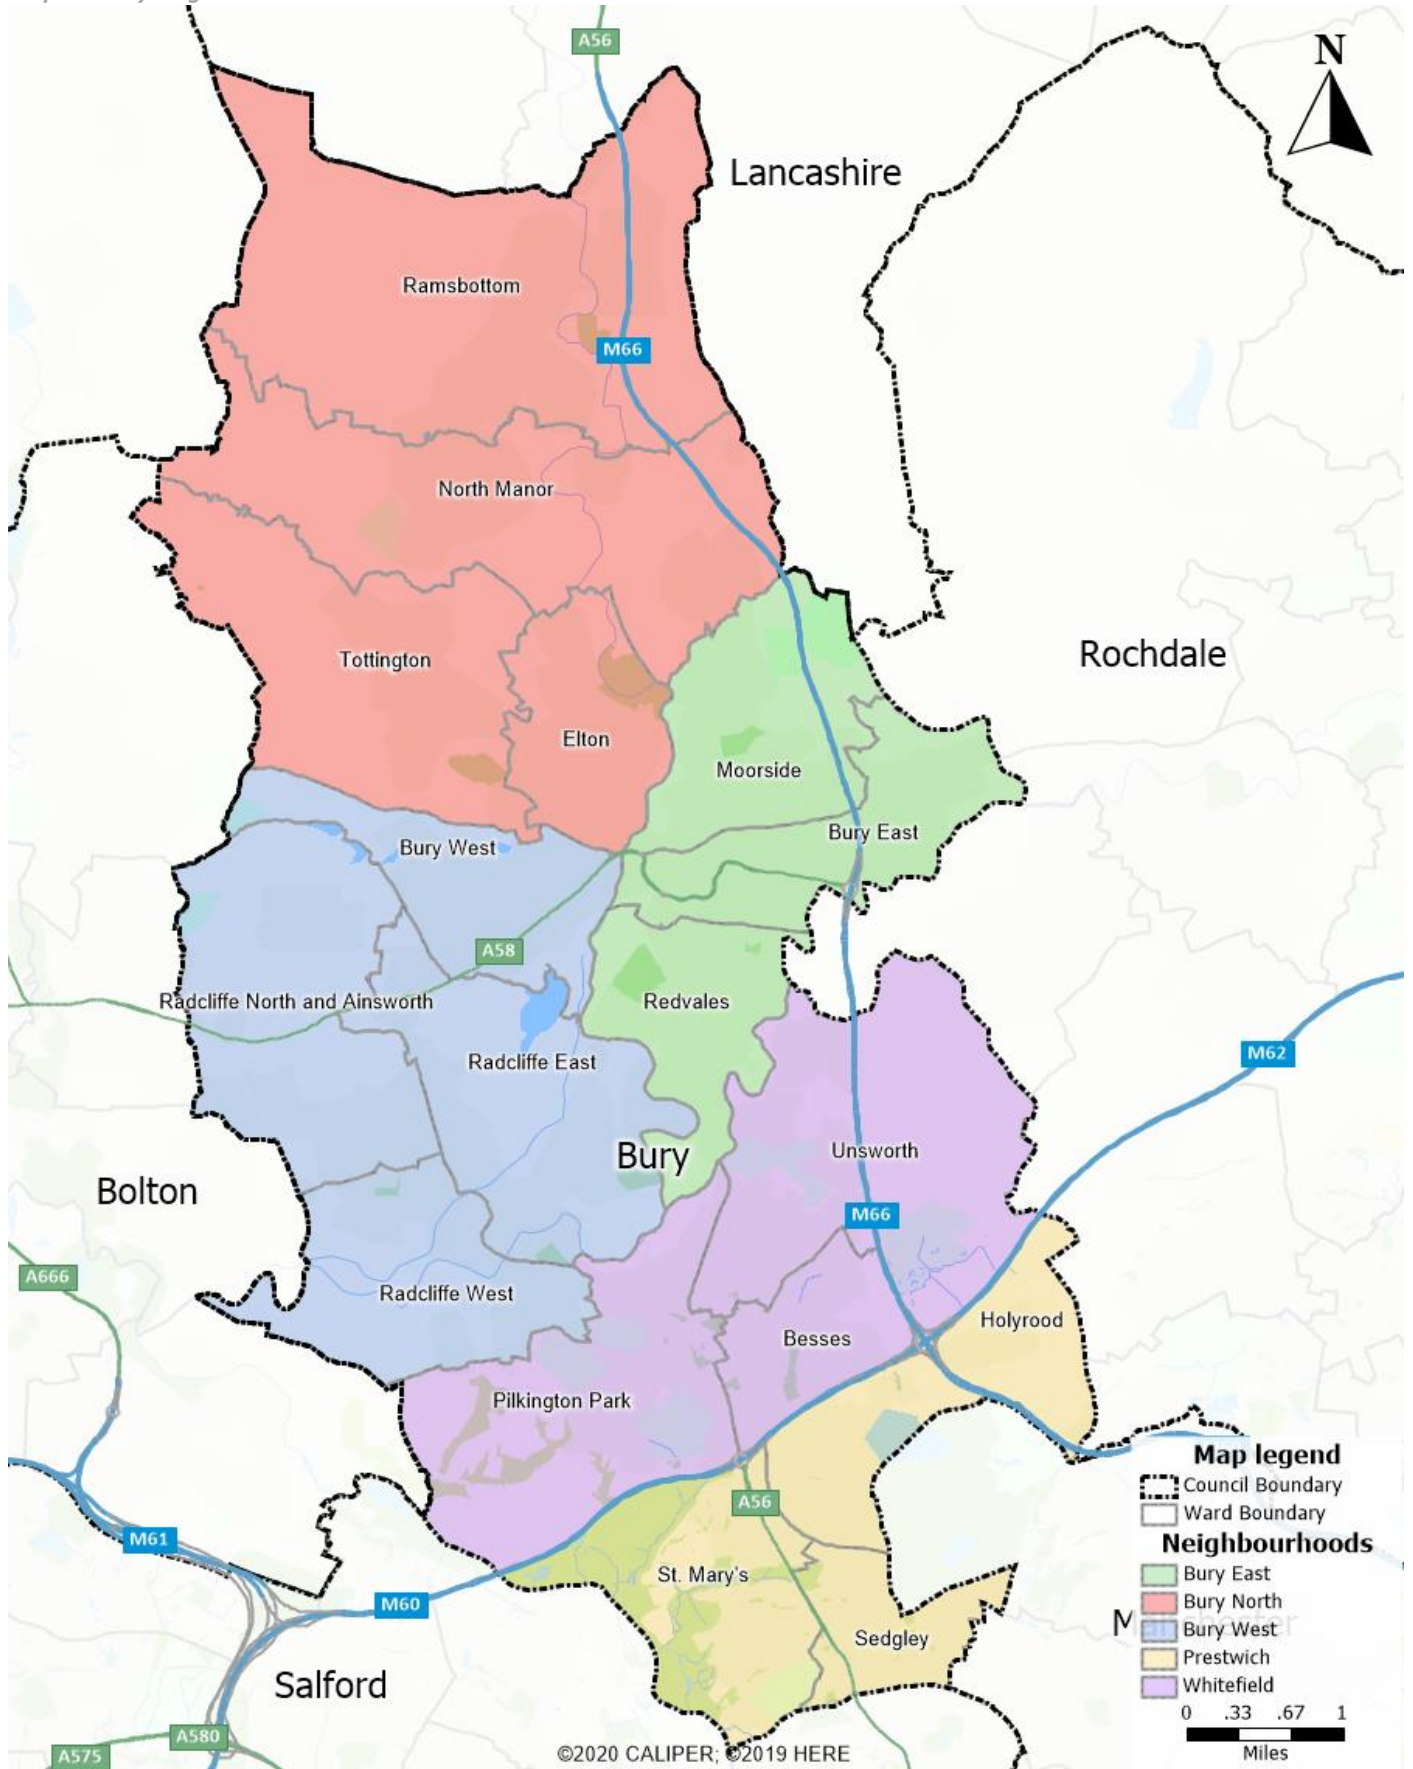 A56
N
Lancashire
Ramsbottom
M66
North Manor
Rochdale
Tottington
Elton
Moorside
Bury East
Bury West
A58
Radcliffe North and Ainsworth
Redvales
M62
Radcliffe East
Unsworth
Bury
Bolton
M66
A666
Radcliffe West
Holyrood
Besses
Pilkington Park
Map legend
Council Boundary
Ward Boundary
Neighbourhoods
Bury East
Bury North
Bury West
Prestwich
Whitefield
0 .33 .67 1
Miles
A56
M61
St. Mary's
M60
Sedgley
Salford
A580
A575
©2020 CALIPER; ©2019 HERE